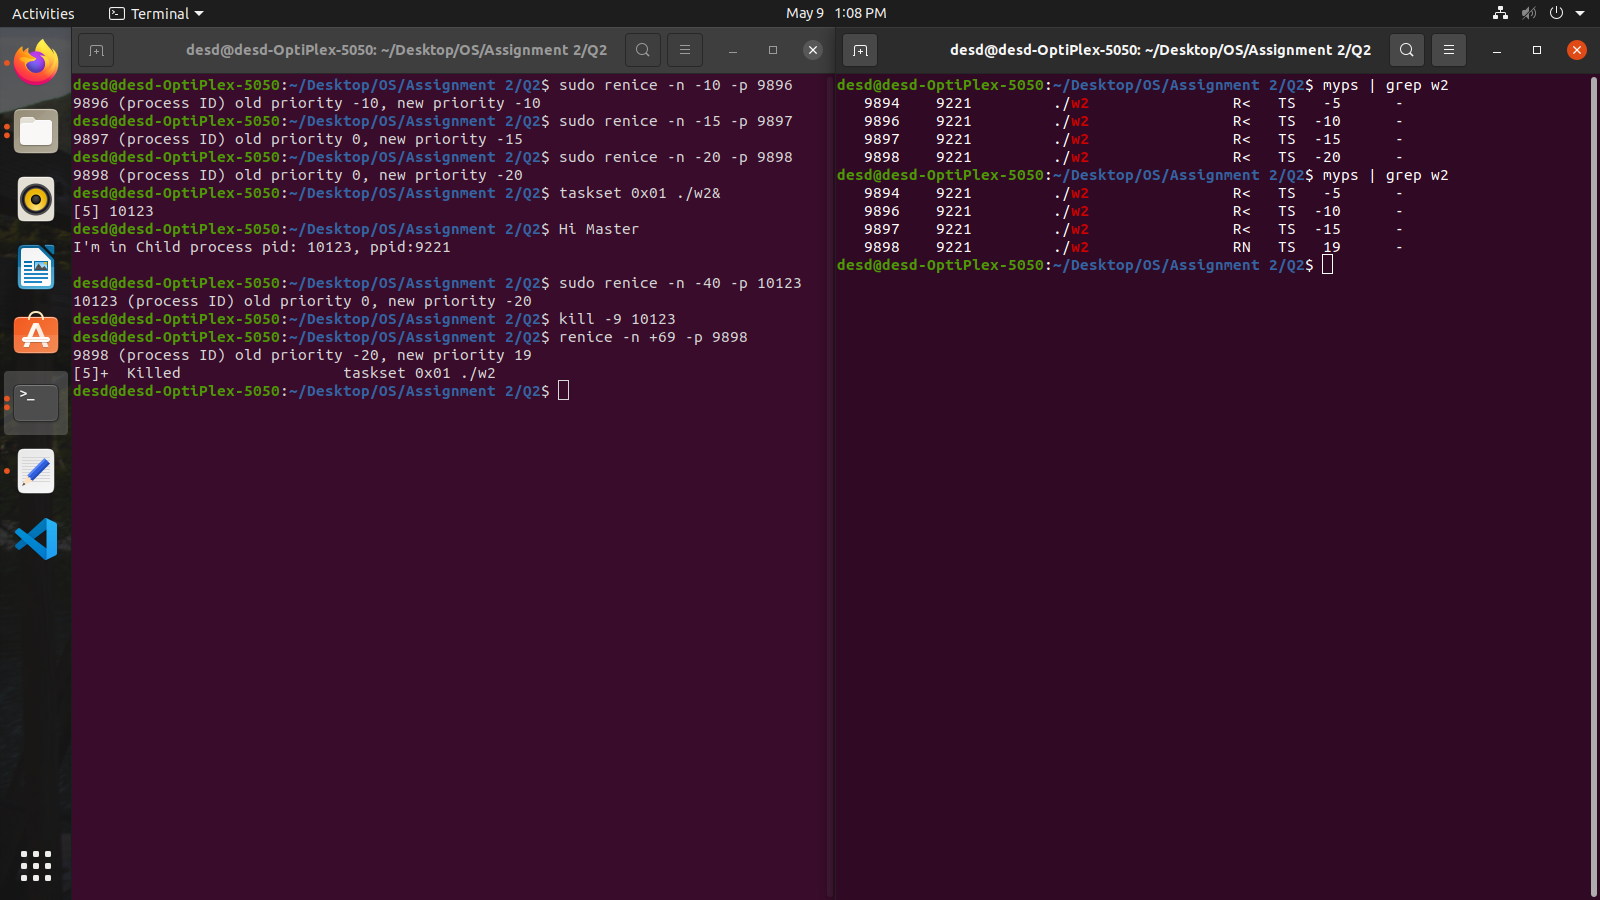 Activities Terminal May 9 1:08 PM
desd@desd-OptiPlex-5050: ~/Desktop/OS/Assignment 2/Q2
desd@desd-OptiPlex-5050:~/Desktop/OS/Assignment 2/Q2$ sudo renice -n -10 -p 9896
9896 (process ID) old priority -10, new priority -10
desd@desd-OptiPlex-5050:~/Desktop/OS/Assignment 2/Q2$ sudo renice -n -15 -p 9897
9897 (process ID) old priority 0, new priority -15
desd@desd-OptiPlex-5050:~/Desktop/OS/Assignment 2/Q2$ sudo renice -n -20 -p 9898
9898 (process ID) old priority 0, new priority -20
desd@desd-OptiPlex-5050:~/Desktop/OS/Assignment 2/Q2$ taskset 0x01 ./w2&
[5] 10123
desd@desd-OptiPlex-5050:~/Desktop/OS/Assignment 2/Q2$ Hi Master
I'm in Child process pid: 10123, ppid:9221
desd@desd-OptiPlex-5050:~/Desktop/OS/Assignment 2/Q2$ sudo renice -n -40 -p 10123
10123 (process ID) old priority 0, new priority -20
desd@desd-OptiPlex-5050:~/Desktop/OS/Assignment 2/Q2$ kill -9 10123
desd@desd-OptiPlex-5050:~/Desktop/OS/Assignment 2/Q2$ renice -n +69 -p 9898
9898 (process ID) old priority -20, new priority 19
[5]+  Killed                  taskset 0x01 ./w2
desd@desd-OptiPlex-5050:~/Desktop/OS/Assignment 2/Q2$
desd@desd-OptiPlex-5050: ~/Desktop/OS/Assignment 2/Q2
desd@desd-OptiPlex-5050:~/Desktop/OS/Assignment 2/Q2$ myps | grep w2
9894    9221            ./w2                R<   TS   -5      -
9896    9221            ./w2                R<   TS  -10      -
9897    9221            ./w2                R<   TS  -15      -
9898    9221            ./w2                R<   TS  -20      -
desd@desd-OptiPlex-5050:~/Desktop/OS/Assignment 2/Q2$ myps | grep w2
9894    9221            ./w2                R<   TS   -5      -
9896    9221            ./w2                R<   TS  -10      -
9897    9221            ./w2                R<   TS  -15      -
9898    9221            ./w2                RN   TS   19      -
desd@desd-OptiPlex-5050:~/Desktop/OS/Assignment 2/Q2$